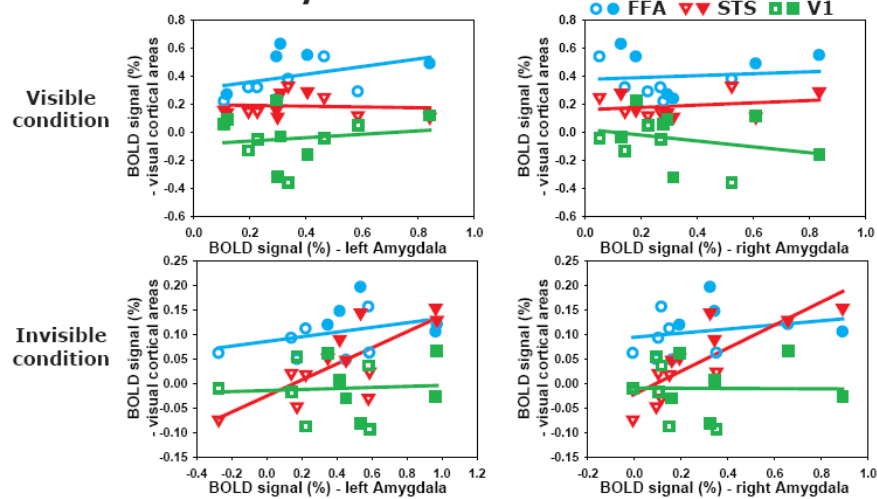 FFA STS V1
Visible
condition
BOLD signal (%)
- visual cortical areas
0.8
0.6
0.4
0.2
0.0
-0.2
-0.4
-0.6
0.0 0.2 0.4 0.6 0.8 1.0
BOLD signal (%) - left Amygdala
BOLD signal (%)
- visual cortical areas
0.8
0.6
0.4
0.2
0.0
-0.2
-0.4
-0.6
0.0 0.2 0.4 0.6 0.8 1.0
BOLD signal (%) - right Amygdala
Invisible
condition
BOLD signal (%)
- visual cortical areas
0.25
0.20
0.15
0.10
0.05
0.00
-0.05
-0.10
-0.15
-0.4 -0.2 0.0 0.2 0.4 0.6 0.8 1.0 1.2
BOLD signal (%) - left Amygdala
BOLD signal (%)
- visual cortical areas
0.25
0.20
0.15
0.10
0.05
0.00
-0.05
-0.10
-0.15
-0.2 0.0 0.2 0.4 0.6 0.8 1.0
BOLD signal (%) - right Amygdala